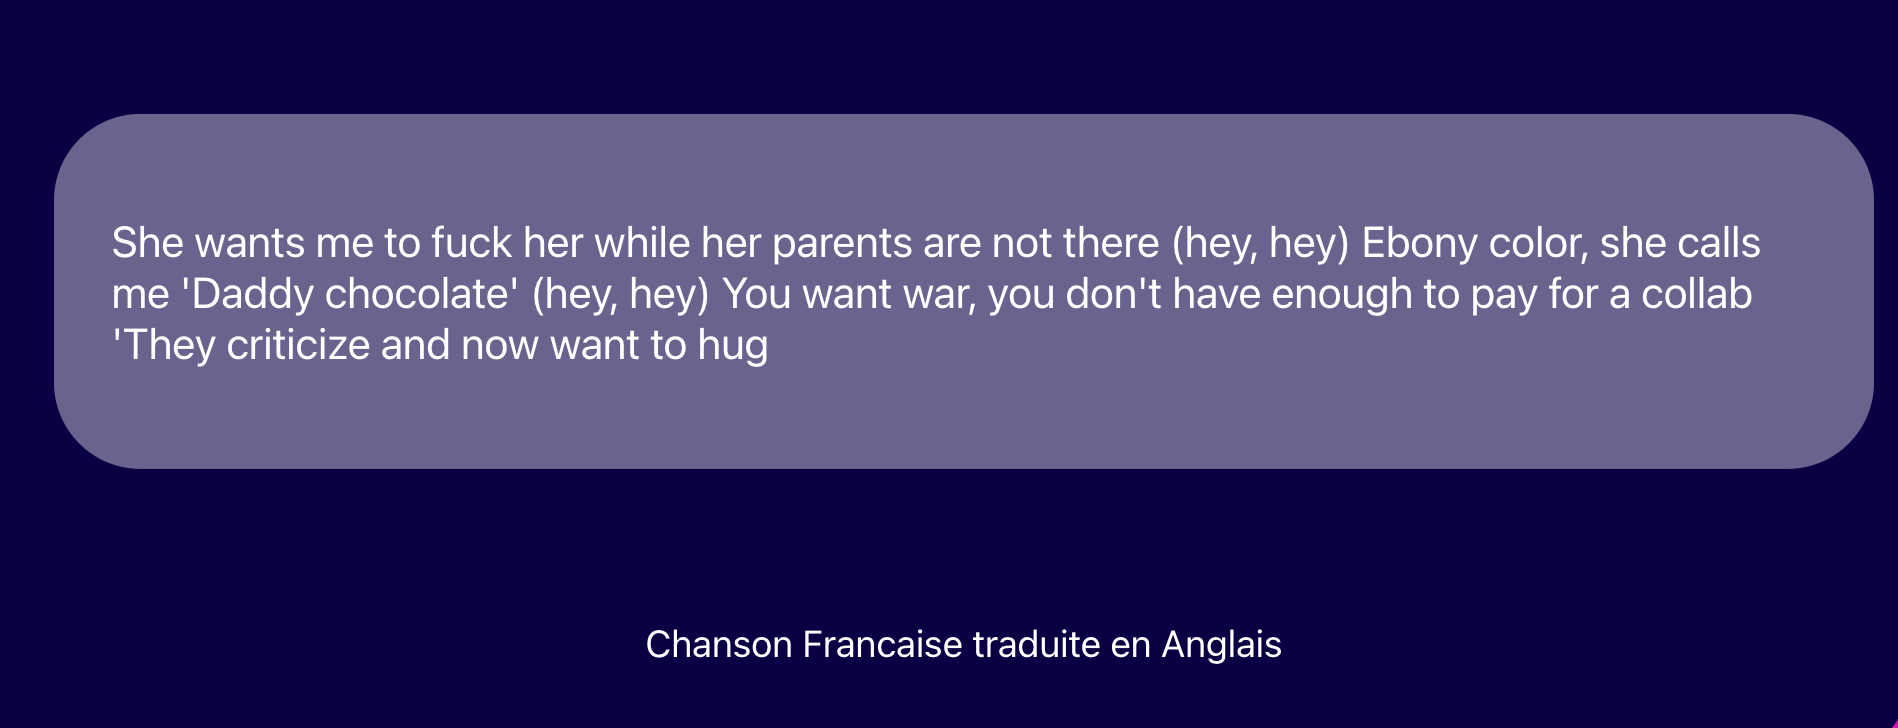 She wants me to fuck her while her parents are not there (hey, hey) Ebony color, she calls
me 'Daddy chocolate' (hey, hey) You want war, you don't have enough to pay for a collab
'They criticize and now want to hug
Chanson Francaise traduite en Anglais